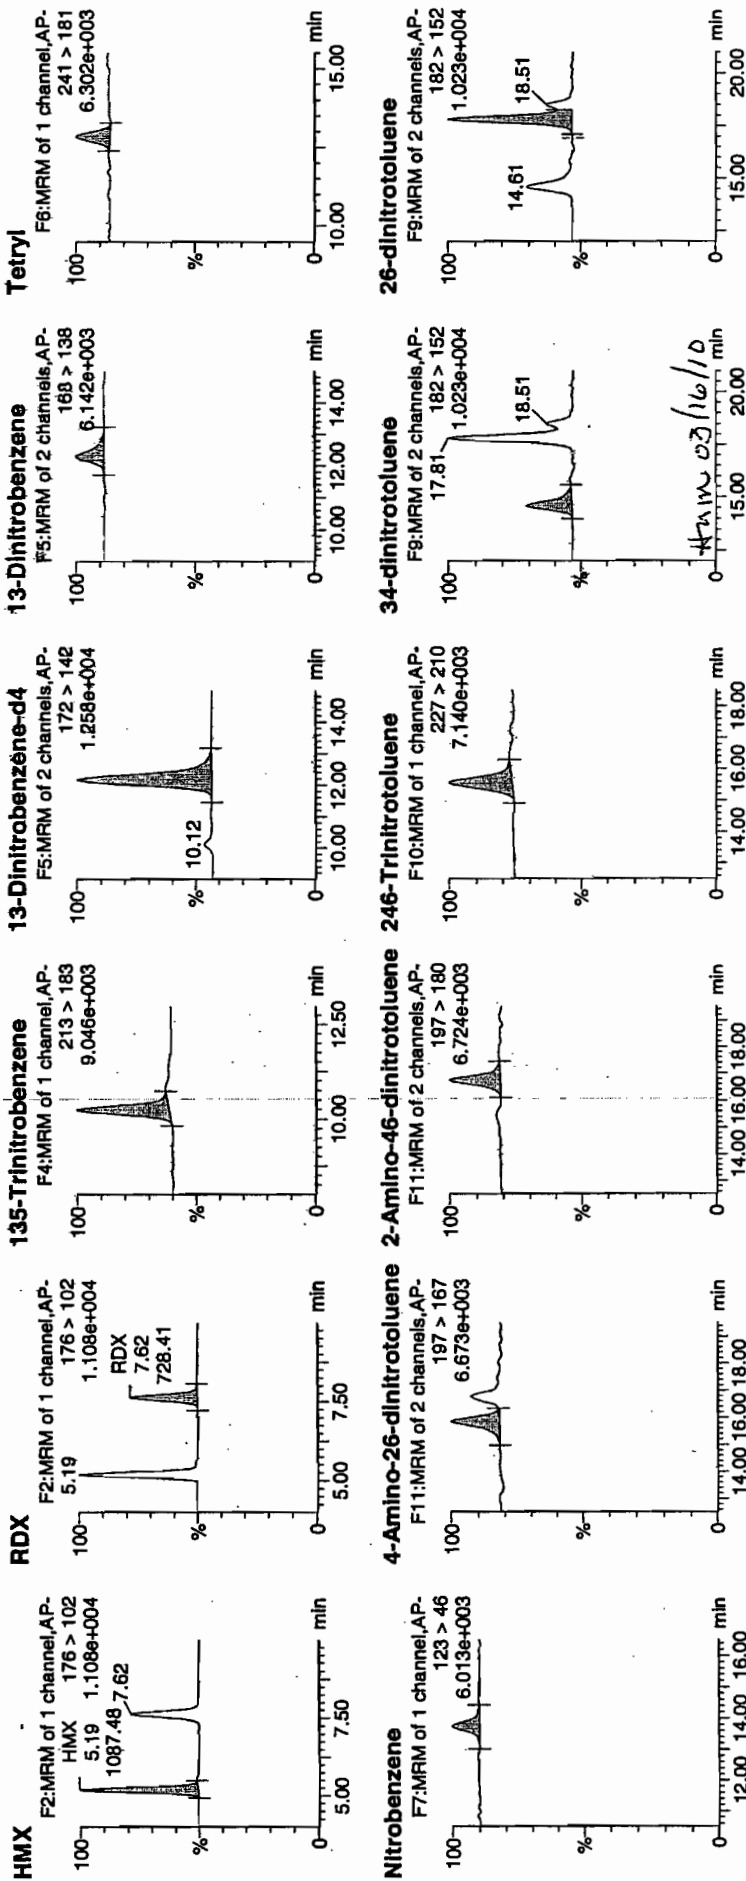 HMX
F2:MRM of 1 channel,AP-
176 > 102
1.108e+004
HMX
5.19
1087.48
7.62
100
%
0
5.00
7.50
min
RDX
F2:MRM of 1 channel,AP-
176 > 102
1.108e+004
5.19
RDX
7.62
728.41
100
%
0
5.00
7.50
min
135-Trinitrobenzene
F4:MRM of 1 channel,AP-
213 > 183
9.046e+003
100
%
0
10.00
12.50
min
13-Dinitrobenzene-d4
F5:MRM of 2 channels,AP-
172 > 142
1.258e+004
10.12
100
%
0
10.00
12.00
14.00
min
13-Dinitrobenzene
F5:MRM of 2 channels,AP-
168 > 138
6.142e+003
100
%
0
10.00
12.00
14.00
min
Tetryl
F6:MRM of 1 channel,AP-
241 > 181
6.302e+003
100
%
0
10.00
15.00
min
Nitrobenzene
F7:MRM of 1 channel,AP-
123 > 46
6.013e+003
100
%
0
12.00
14.00
16.00
min
4-Amino-26-dinitrotoluene
F11:MRM of 2 channels,AP-
197 > 167
6.673e+003
100
%
0
14.00
16.00
18.00
min
2-Amino-46-dinitrotoluene
F11:MRM of 2 channels,AP-
197 > 180
6.724e+003
100
%
0
14.00
16.00
18.00
min
246-Trinitrotoluene
F10:MRM of 1 channel,AP-
227 > 210
7.140e+003
100
%
0
14.00
16.00
18.00
min
34-dinitrotoluene
F9:MRM of 2 channels,AP-
182 > 152
1.023e+004
17.81
18.51
100
%
0
15.00
20.00
min
03/16/10
26-dinitrotoluene
F9:MRM of 2 channels,AP-
182 > 152
1.023e+004
14.61
18.51
100
%
0
15.00
20.00
min